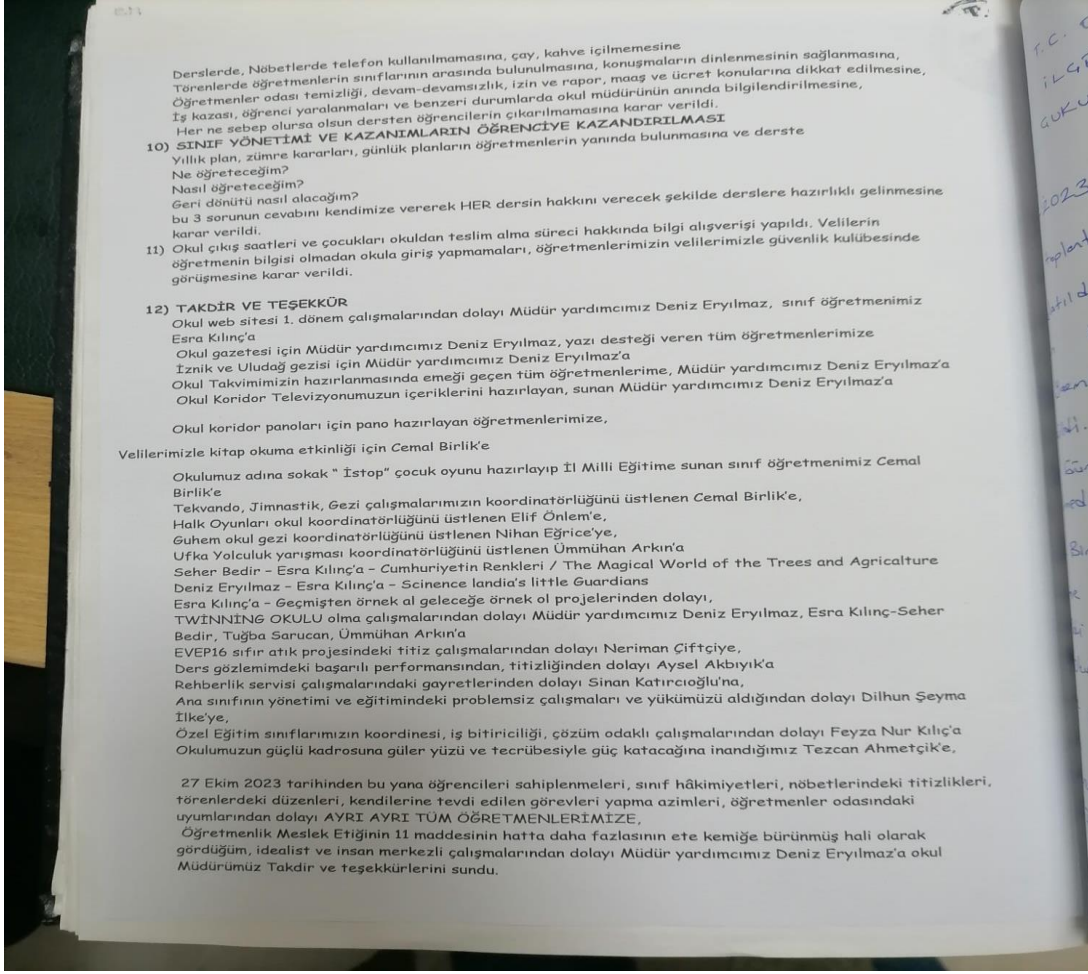 Derslerde, Nöbetlerde telefon kullanılmamasına, çay, kahve içilmemesine
Törenlerde öğretmenlerin sınıflarının arasında bulunulmasına, konuşmaların dinlenmesinin sağlanmasına,
Öğretmenler odası temizliği, devam-devamsızlık, izin ve rapor, maaş ve ücret konularına dikkat edilmesine,
İş kazası, öğrenci yaralanmaları ve benzeri durumlarda okul müdürünün anında bilgilendirilmesine,
Her ne sebep olursa olsun dersten öğrencilerin çıkarılmamasına karar verildi.
10) SINIF YÖNETİMİ VE KAZANIMLARIN ÖĞRENCİYE KAZANDIRILMASI
Yıllık plan, zümre kararları, günlük planların öğretmenlerin yanında bulunmasına ve derste
Ne öğreteceğim?
Nasıl öğreteceğim?
Geri dönütü nasıl alacağım?
bu 3 sorunun cevabını kendimize vererek HER dersin hakkını verecek şekilde derslere hazırlıklı gelinmesine
karar verildi.
11) Okul çıkış saatleri ve çocukları okuldan teslim alma süreci hakkında bilgi alışverişi yapıldı. Velilerin
öğretmenin bilgisi olmadan okula giriş yapmamaları, öğretmenlerimizin velilerimizle güvenlik kulübesinde
görüşmesine karar verildi.
12) TAKDİR VE TEŞEKKÜR
Okul web sitesi 1. dönem çalışmalarından dolayı Müdür yardımcımız Deniz Eryılmaz, sınıf öğretmenimiz
Esra Kılınç'a
Okul gazetesi için Müdür yardımcımız Deniz Eryılmaz, yazı desteği veren tüm öğretmenlerimize
İznik ve Uludağ gezisi için Müdür yardımcımız Deniz Eryılmaz'a
Okul Takvimimizin hazırlanmasında emeği geçen tüm öğretmenlerime, Müdür yardımcımız Deniz Eryılmaz'a
Okul Koridor Televizyonumuzun içeriklerini hazırlayan, sunan Müdür yardımcımız Deniz Eryılmaz'a
Okul koridor panoları için pano hazırlayan öğretmenlerimize,
Velilerimizle kitap okuma etkinliği için Cemal Birlik'e
Okulumuz adına sokak " İstop" çocuk oyunu hazırlayıp İl Milli Eğitime sunan sınıf öğretmenimiz Cemal
Birlik'e
Tekvando, Jimnastik, Gezi çalışmalarımızın koordinatörlüğünü üstlenen Cemal Birlik'e,
Halk Oyunları okul koordinatörlüğünü üstlenen Elif Önlem'e,
Guhem okul gezi koordinatörlüğünü üstlenen Nihan Eğrice'ye,
Ufka Yolculuk yarışması koordinatörlüğünü üstlenen Ümmühan Arkın'a
Seher Bedir – Esra Kılınç'a – Cumhuriyetin Renkleri / The Magical World of the Trees and Agricalture
Deniz Eryılmaz – Esra Kılınç'a – Scinence landia's little Guardians
Esra Kılınç'a – Geçmişten örnek al geleceğe örnek ol projelerinden dolayı,
TWİNNİNG OKULU olma çalışmalarından dolayı Müdür yardımcımız Deniz Eryılmaz, Esra Kılınç-Seher
Bedir, Tuğba Sarucan, Ümmühan Arkın'a
EVEP16 sıfır atık projesindeki titiz çalışmalarından dolayı Neriman Çiftçiye,
Ders gözlemimdeki başarılı performansından, titizliğinden dolayı Aysel Akbıyık'a
Rehberlik servisi çalışmalarındaki gayretlerinden dolayı Sinan Katırcıoğlu'na,
Ana sınıfının yönetimi ve eğitimindeki problemsiz çalışmaları ve yükümüzü aldığından dolayı Dilhun Şeyma
İlke'ye,
Özel Eğitim sınıflarımızın koordinesi, iş bitiriciliği, çözüm odaklı çalışmalarından dolayı Feyza Nur Kılıç'a
Okulumuzun güçlü kadrosuna güler yüzü ve tecrübesiyle güç katacağına inandığımız Tezcan Ahmetçik'e,
27 Ekim 2023 tarihinden bu yana öğrencileri sahiplenmeleri, sınıf hâkimiyetleri, nöbetlerindeki titizlikleri,
törenlerdeki düzenleri, kendilerine tevdi edilen görevleri yapma azimleri, öğretmenler odasındaki
uyumlarından dolayı AYRI AYRI TÜM ÖĞRETMENLERİMİZE,
Öğretmenlik Meslek Etiğinin 11 maddesinin hatta daha fazlasının ete kemiğe bürünmüş hali olarak
gördüğüm, idealist ve insan merkezli çalışmalarından dolayı Müdür yardımcımız Deniz Eryılmaz'a okul
Müdürümüz Takdir ve teşekkürlerini sundu.
T.C.
2023